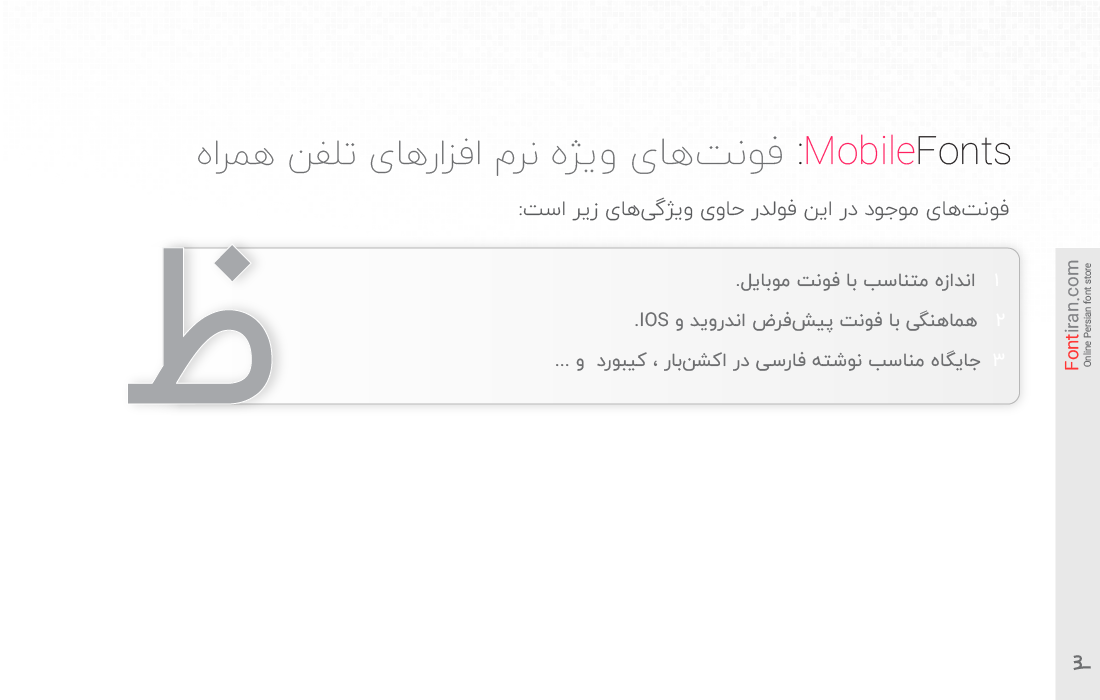 MobileFonts: فونت‌های ویژه نرم افزارهای تلفن همراه
فونت‌های موجود در این فولدر حاوی ویژگی‌های زیر است:
۱ اندازه متناسب با فونت موبایل.
۲ هماهنگی با فونت پیش‌فرض اندروید و IOS.
۳ جایگاه مناسب نوشته فارسی در اکشن‌بار ، کیبورد و ...
ظ
Fontiran.com
Online Persian font store
۳